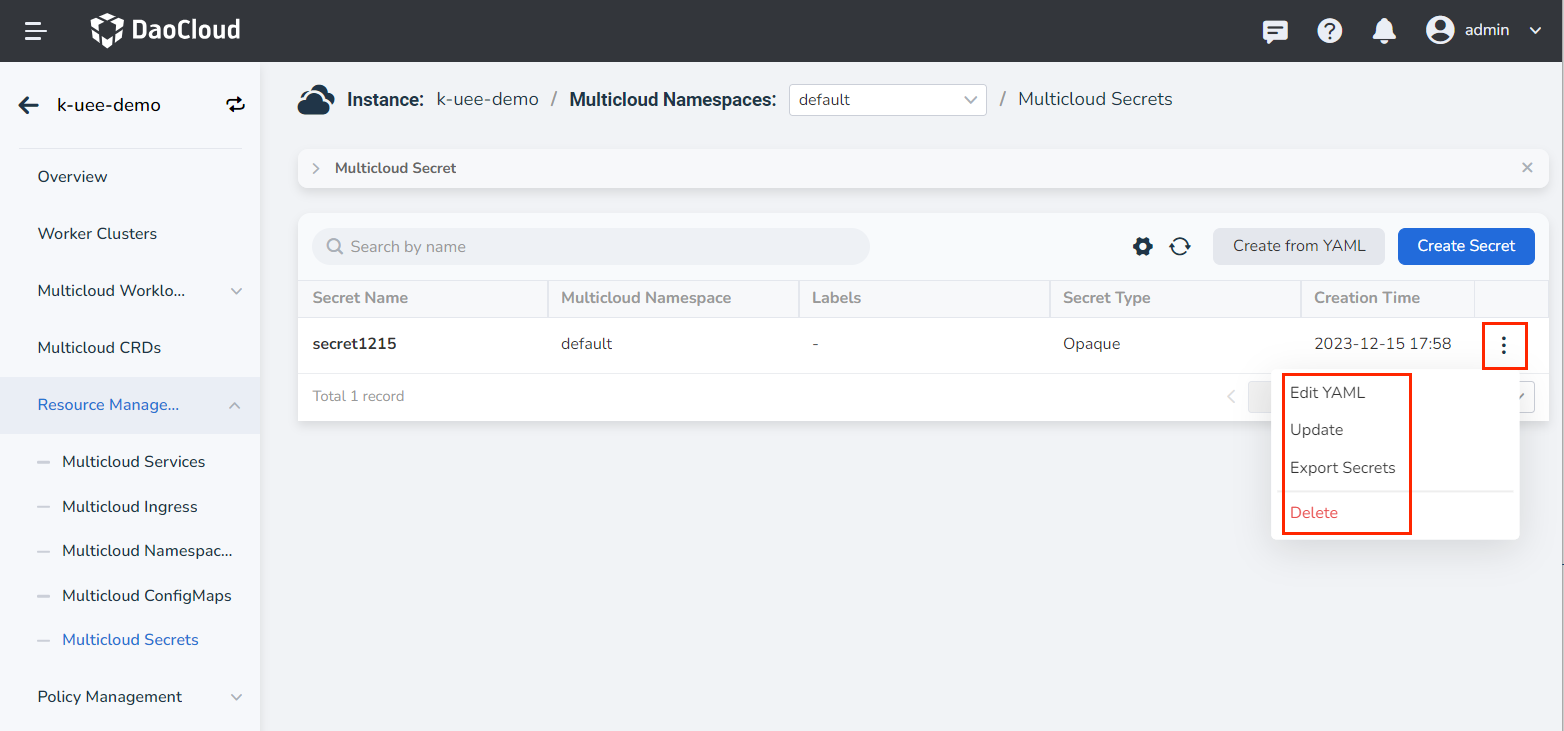 DaoCloud
admin
k-uee-demo
Instance: k-uee-demo / Multicloud Namespaces: default / Multicloud Secrets
Overview
Worker Clusters
Multicloud Worklo...
Multicloud CRDs
Resource Manage...
Multicloud Services
Multicloud Ingress
Multicloud Namespac...
Multicloud ConfigMaps
Multicloud Secrets
Policy Management
Multicloud Secret
Search by name
Create from YAML
Create Secret
Secret Name Multicloud Namespace Labels Secret Type Creation Time
secret1215 default - Opaque 2023-12-15 17:58
Total 1 record
Edit YAML
Update
Export Secrets
Delete